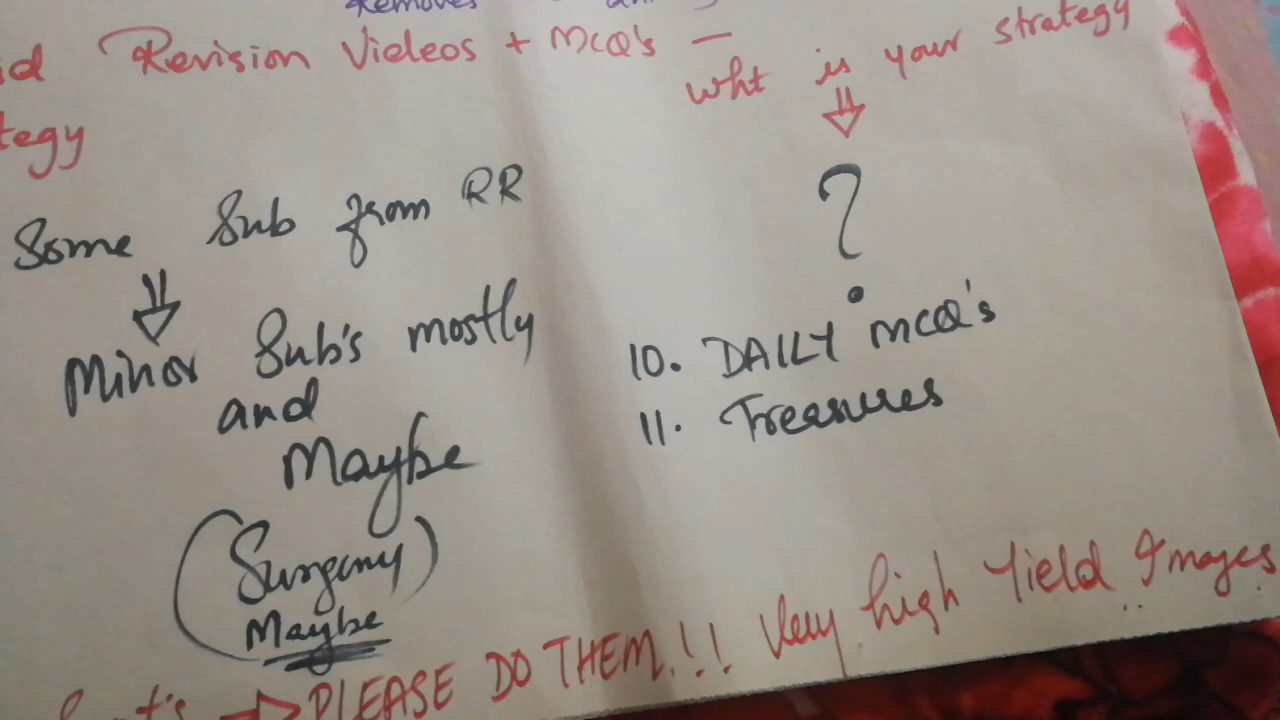 Removes
Revision Videos + MCQ's —
wht is your strategy
tegy
⇓
?
Some Sub from RR
⇓
Minor Sub's mostly
and
Maybe
(Surgery)
Maybe
10. DAILY MCQ's
11. Treasures
⇒ PLEASE DO THEM!!! Very high Yield Images